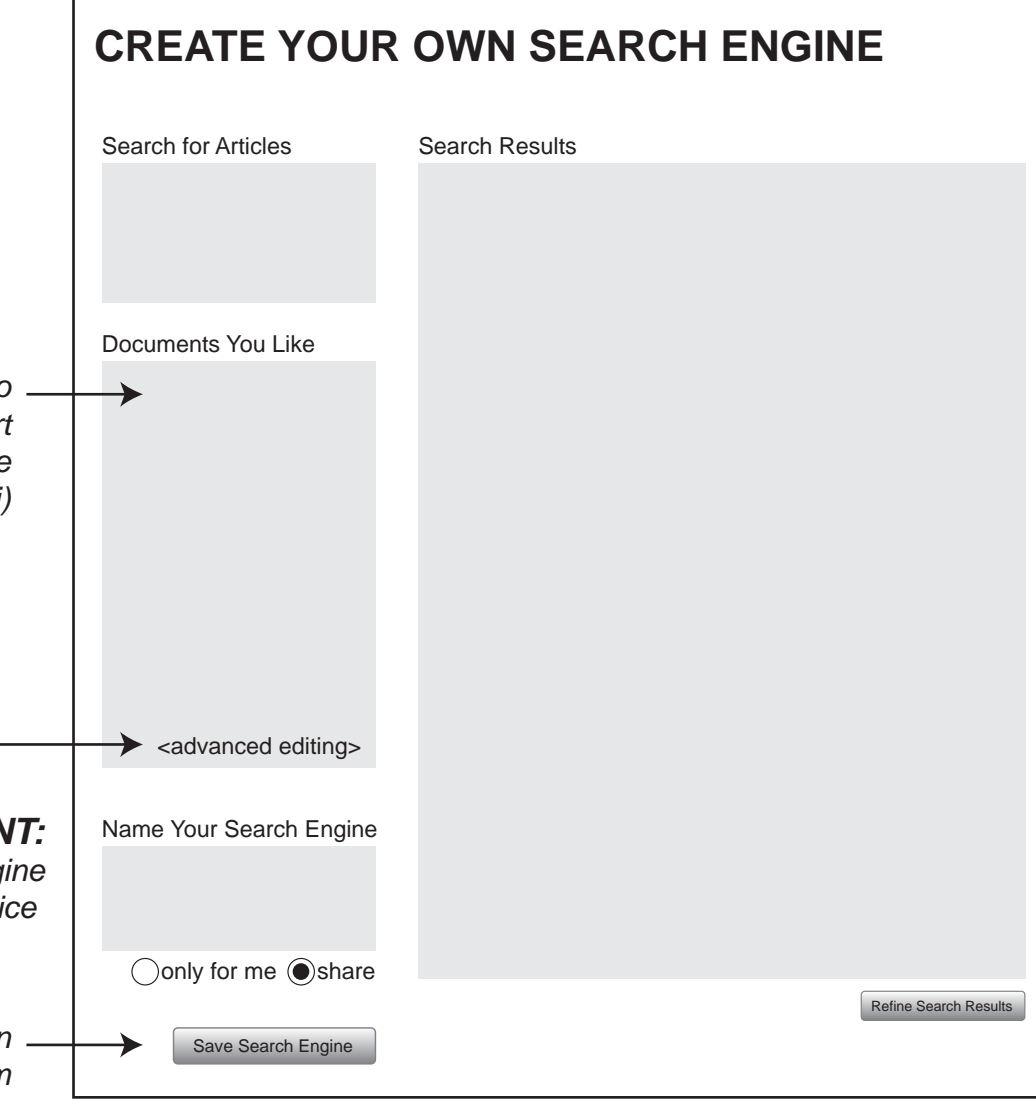 CREATE YOUR OWN SEARCH ENGINE
Search for Articles
Search Results
Documents You Like
<advanced editing>
NT:
Name Your Search Engine
only for me share
Refine Search Results
Save Search Engine